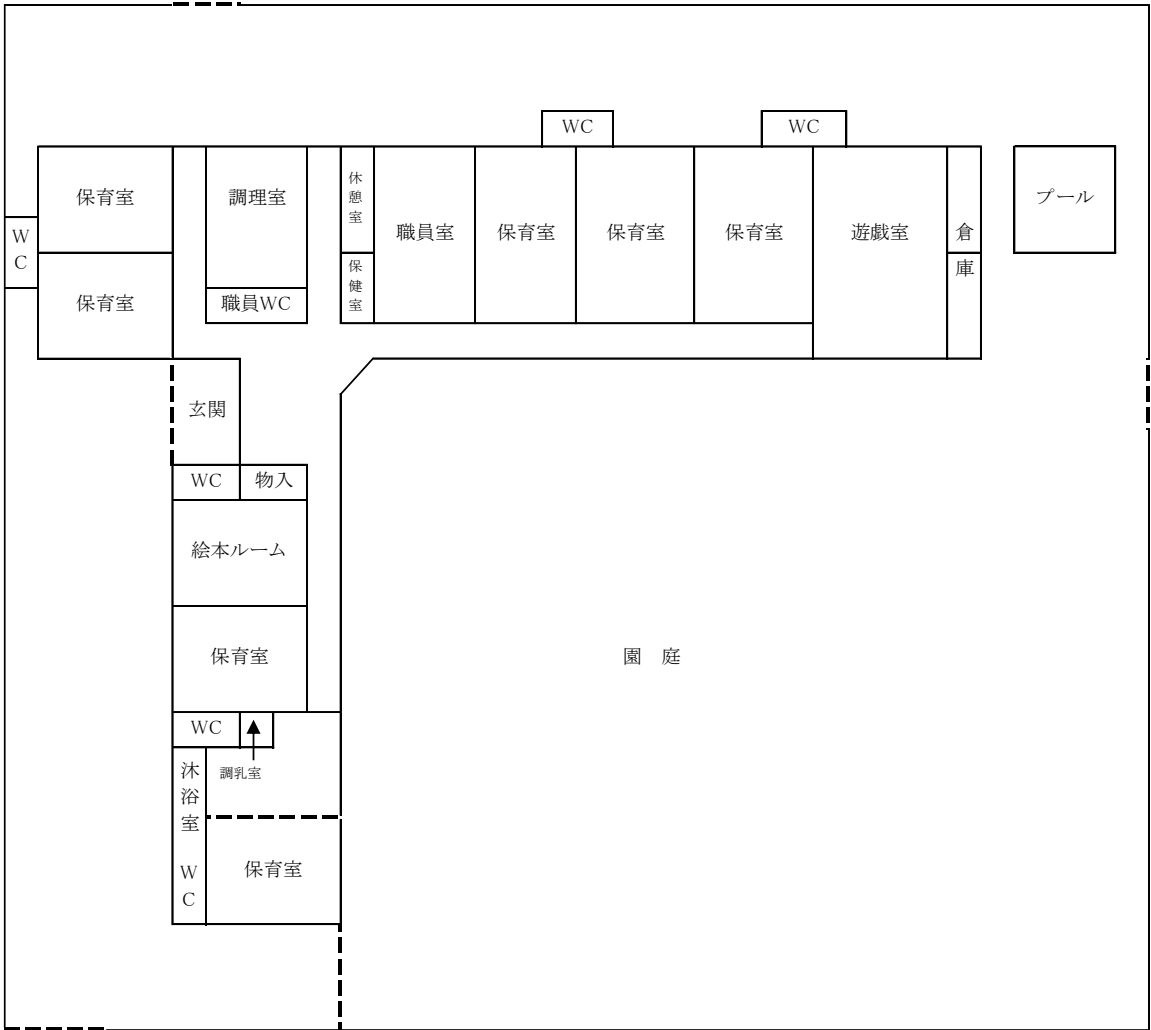 WC
WC
保育室
調理室
休憩室
職員室
保育室
保育室
保育室
遊戯室
倉庫
プール
WC
保育室
職員WC
保健室
玄関
WC
物入
絵本ルーム
保育室
園　庭
WC
調乳室
沐浴室　WC
保育室